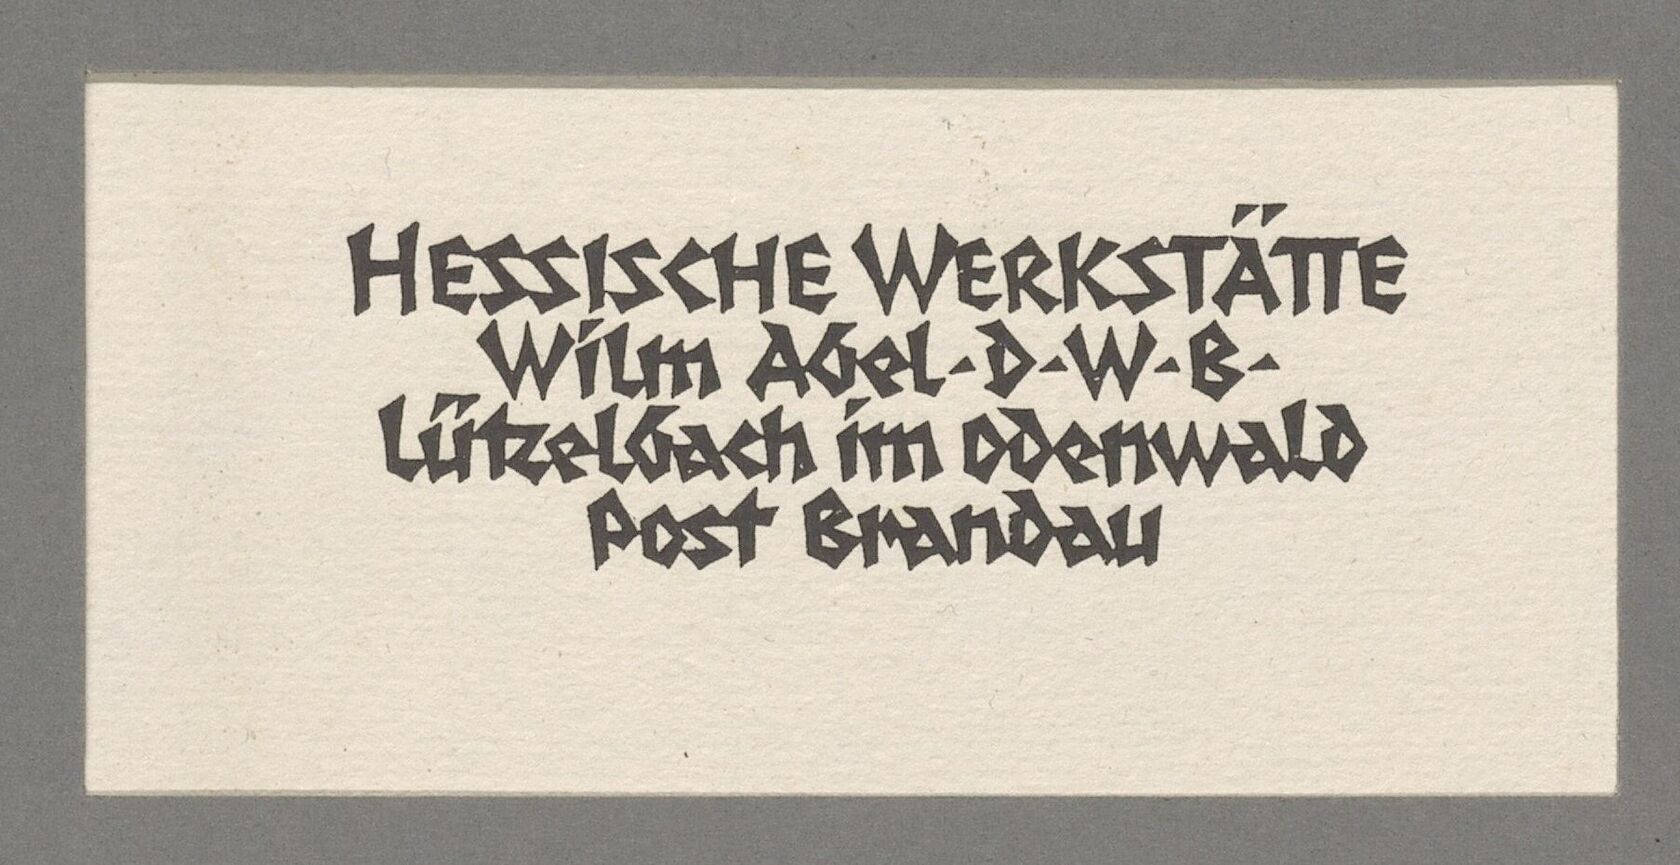 HESSISCHE WERKSTÄTTE
Wilm Abel-D-W-B-
Lützelbach im Odenwald
Post Brandau